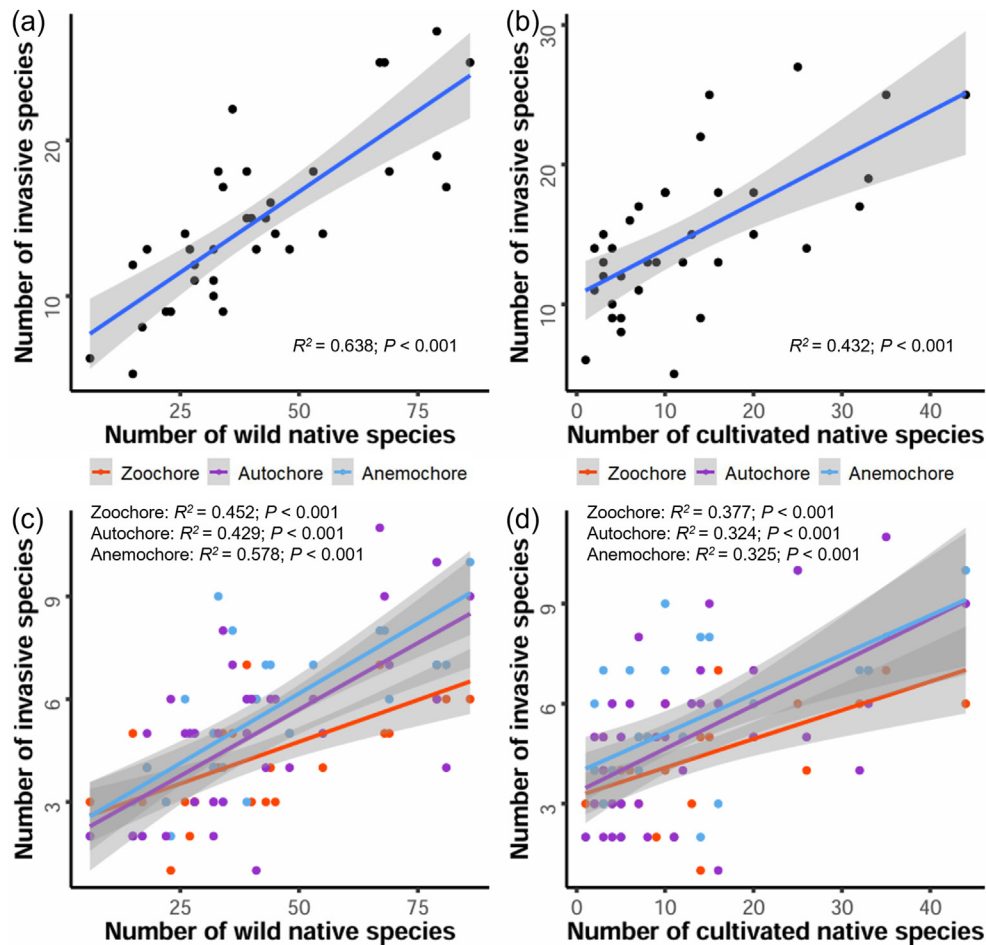 (a)
Number of invasive species
20
10
R² = 0.638; P < 0.001
25 50 75
Number of wild native species
(b)
Number of invasive species
30
20
10
R² = 0.432; P < 0.001
0 10 20 30 40
Number of cultivated native species
Zoochore Autochore Anemochore
Zoochore Autochore Anemochore
(c)
Zoochore: R² = 0.452; P < 0.001
Autochore: R² = 0.429; P < 0.001
Anemochore: R² = 0.578; P < 0.001
Number of invasive species
9
6
3
25 50 75
Number of wild native species
(d)
Zoochore: R² = 0.377; P < 0.001
Autochore: R² = 0.324; P < 0.001
Anemochore: R² = 0.325; P < 0.001
Number of invasive species
9
6
3
0 10 20 30 40
Number of cultivated native species